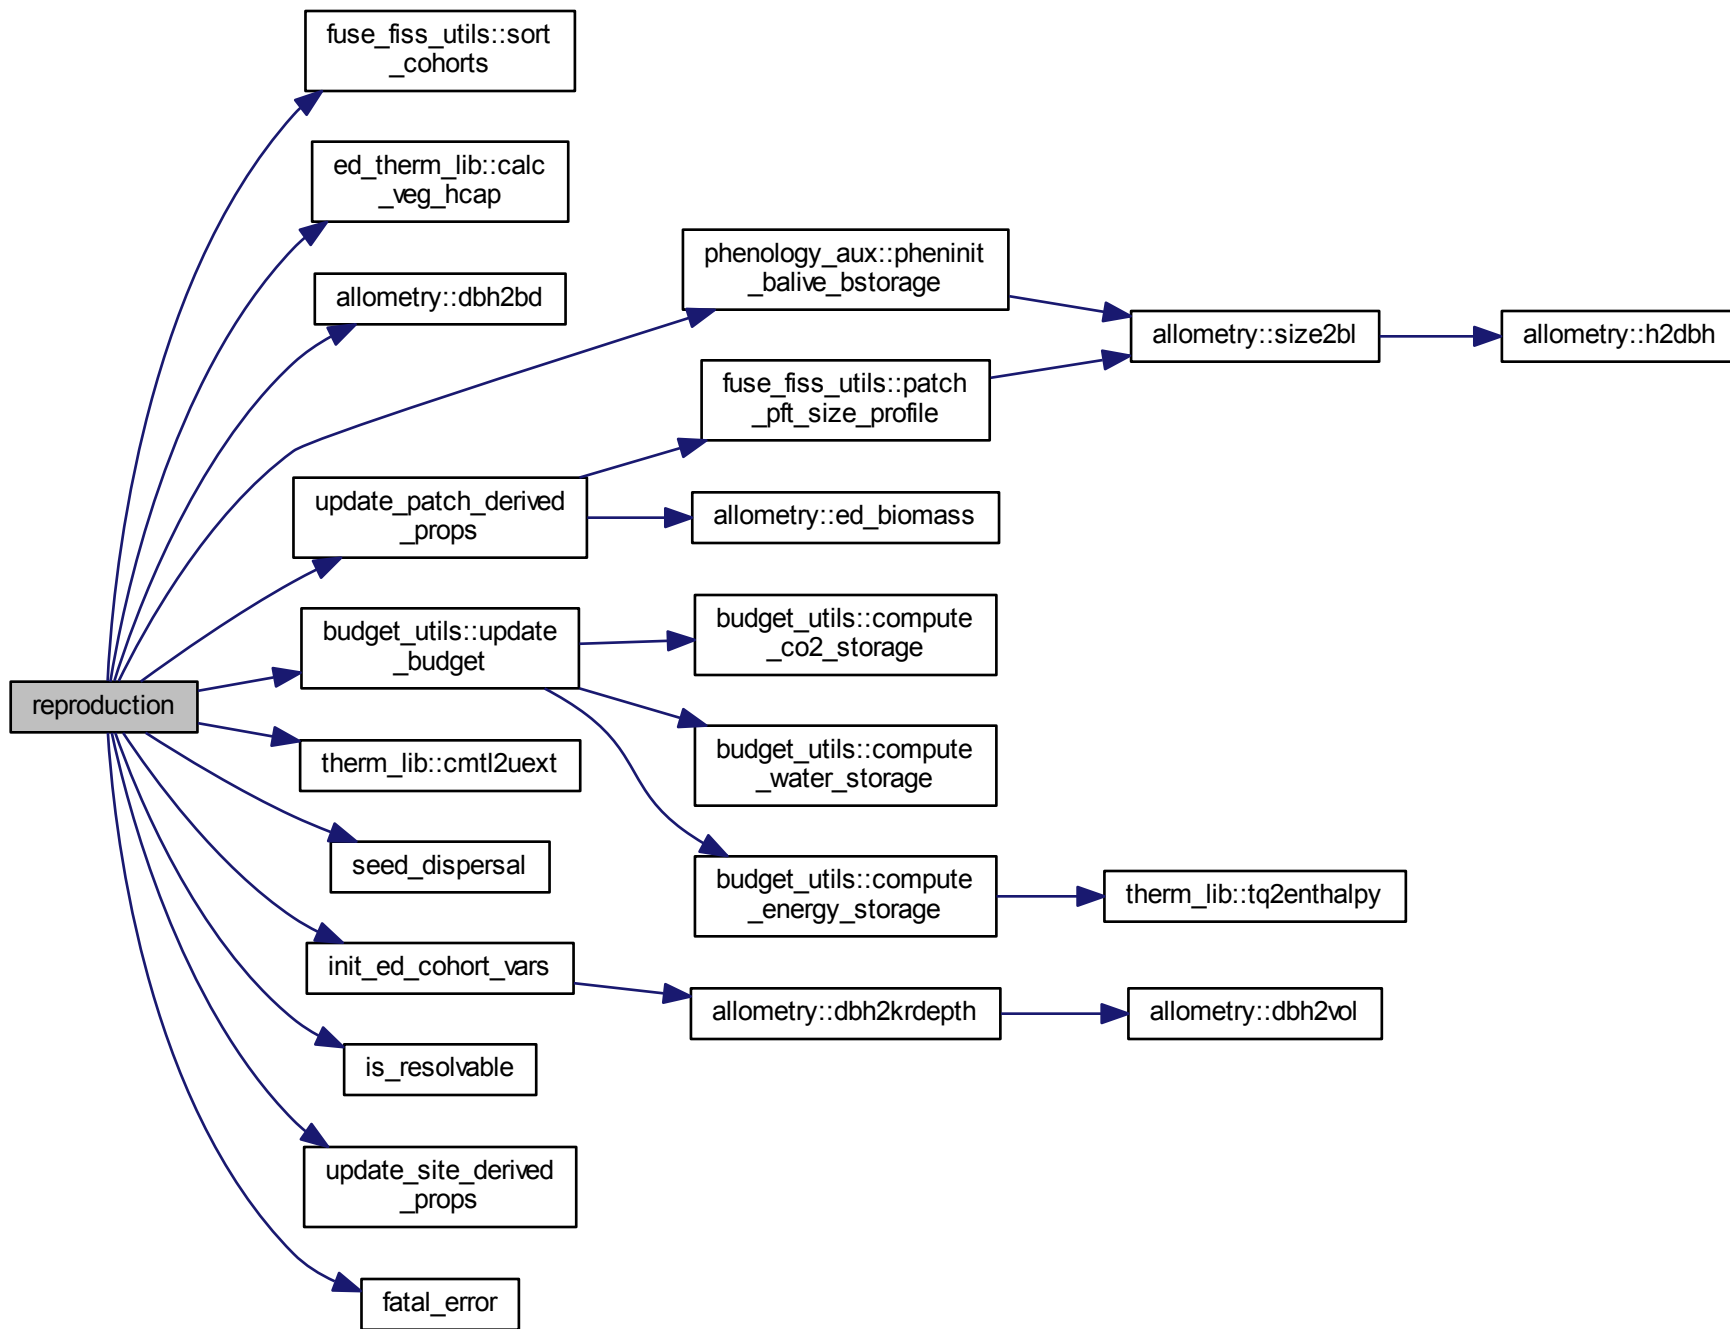 fuse_fiss_utils::sort
_cohorts
ed_therm_lib::calc
_veg_hcap
allometry::dbh2bd
phenology_aux::pheninit
_balive_bstorage
allometry::size2bl
allometry::h2dbh
fuse_fiss_utils::patch
_pft_size_profile
update_patch_derived
_props
allometry::ed_biomass
budget_utils::update
_budget
budget_utils::compute
_co2_storage
reproduction
therm_lib::cmtl2uext
budget_utils::compute
_water_storage
seed_dispersal
budget_utils::compute
_energy_storage
therm_lib::tq2enthalpy
init_ed_cohort_vars
allometry::dbh2krdepth
allometry::dbh2vol
is_resolvable
update_site_derived
_props
fatal_error